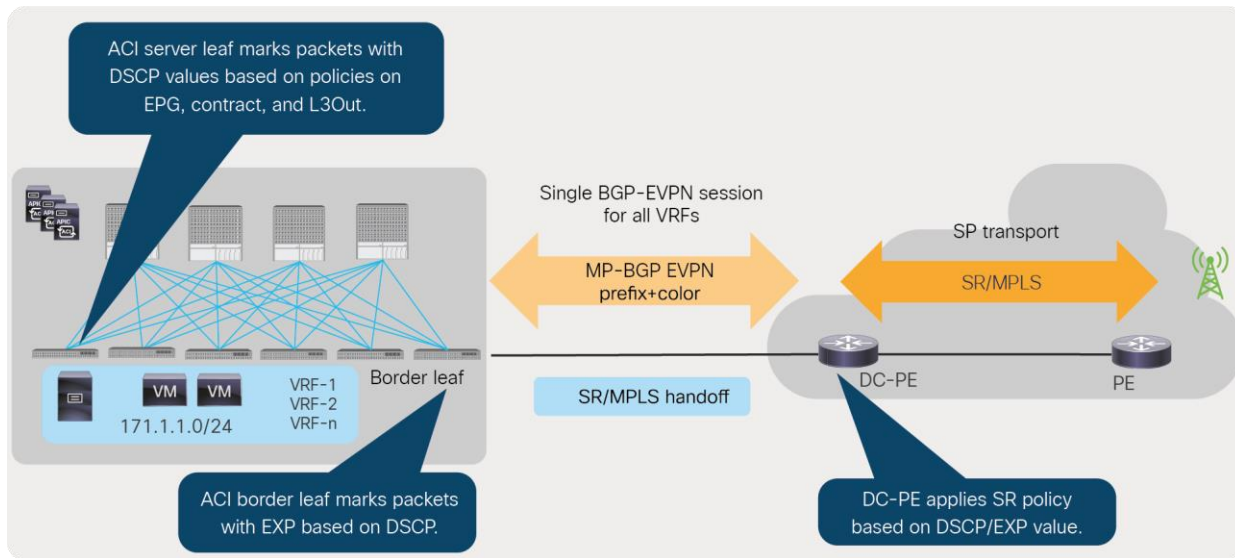 ACI server leaf marks packets with
DSCP values based on policies on
EPG, contract, and L3Out.
APIC
ACI
Single BGP-EVPN session
for all VRFs
MP-BGP EVPN
prefix+color
SP transport
SR/MPLS
Border leaf
VM
VM
171.1.1.0/24
VRF-1
VRF-2
VRF-n
SR/MPLS handoff
DC-PE
PE
ACI border leaf marks packets
with EXP based on DSCP.
DC-PE applies SR policy
based on DSCP/EXP value.